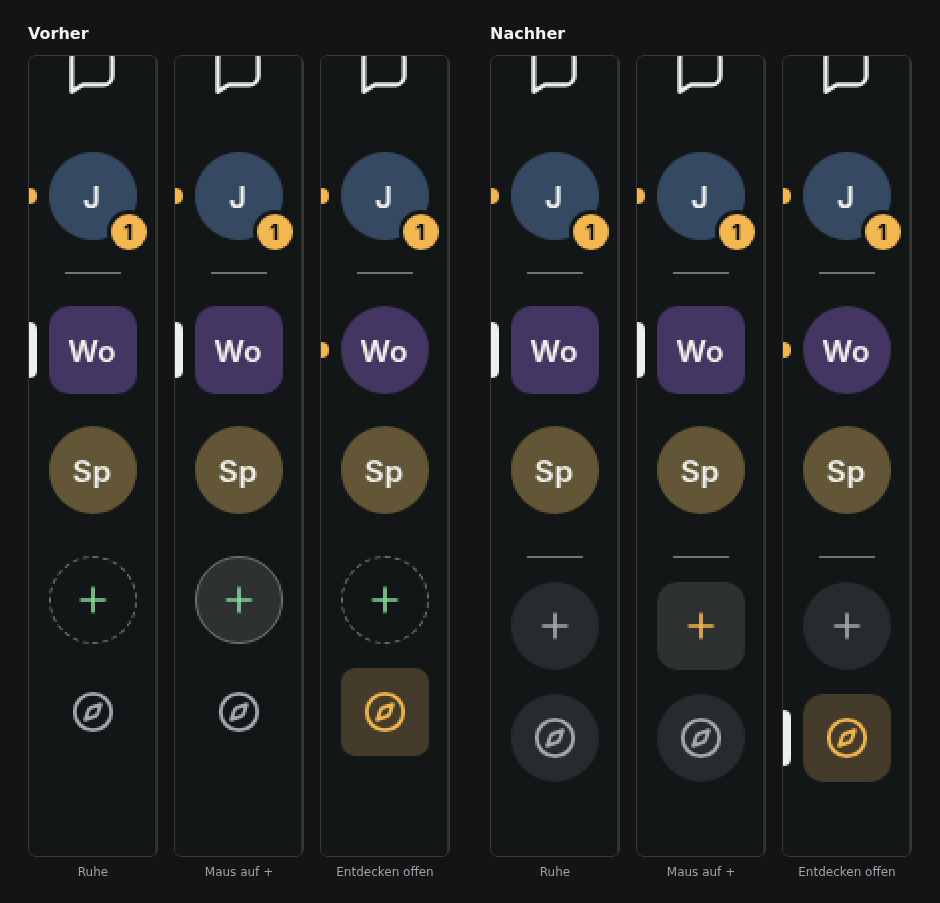 Vorher
Nachher
J J J J J J
1 1 1 1 1 1
Wo Wo Wo Wo Wo Wo
Sp Sp Sp Sp Sp Sp
Ruhe Maus auf + Entdecken offen Ruhe Maus auf + Entdecken offen